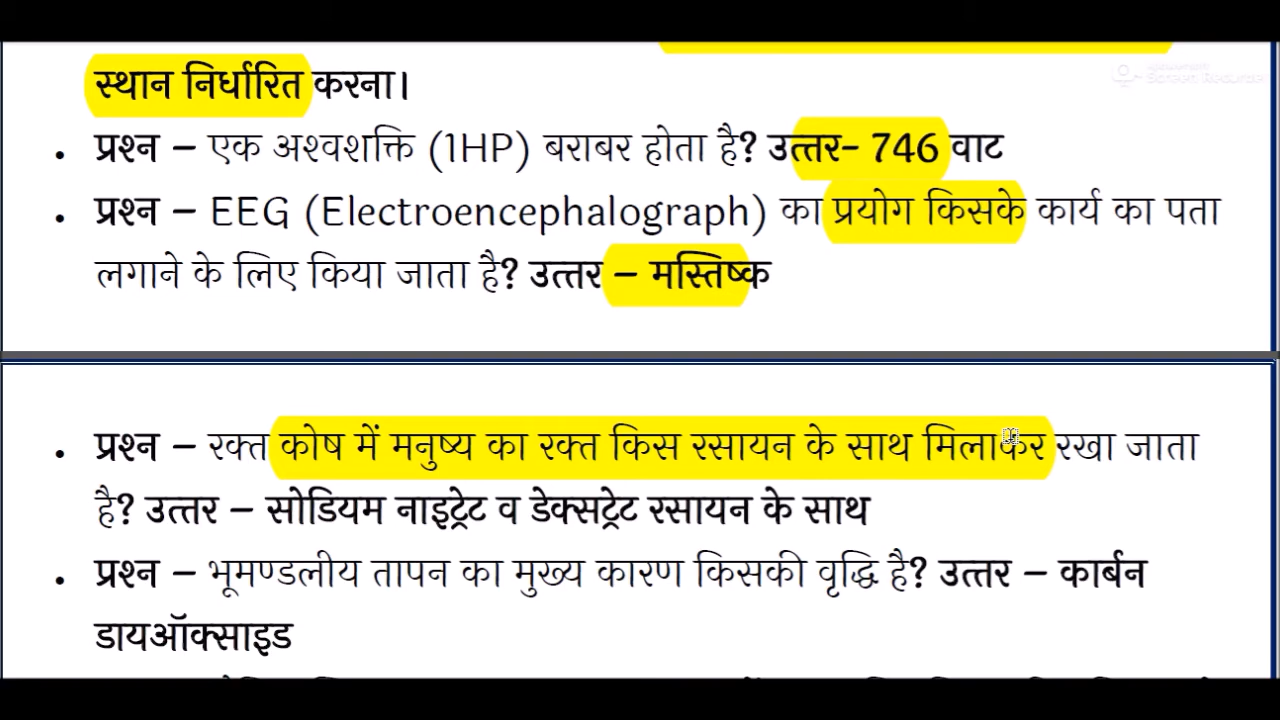 स्थान निर्धारित करना।
• प्रश्न – एक अश्वशक्ति (1HP) बराबर होता है? उत्तर- 746 वाट
• प्रश्न – EEG (Electroencephalograph) का प्रयोग किसके कार्य का पता
लगाने के लिए किया जाता है? उत्तर – मस्तिष्क
• प्रश्न – रक्त कोष में मनुष्य का रक्त किस रसायन के साथ मिलाकर रखा जाता
है? उत्तर – सोडियम नाइट्रेट व डेक्सट्रेट रसायन के साथ
• प्रश्न – भूमण्डलीय तापन का मुख्य कारण किसकी वृद्धि है? उत्तर – कार्बन
डायऑक्साइड
Screen Recorder